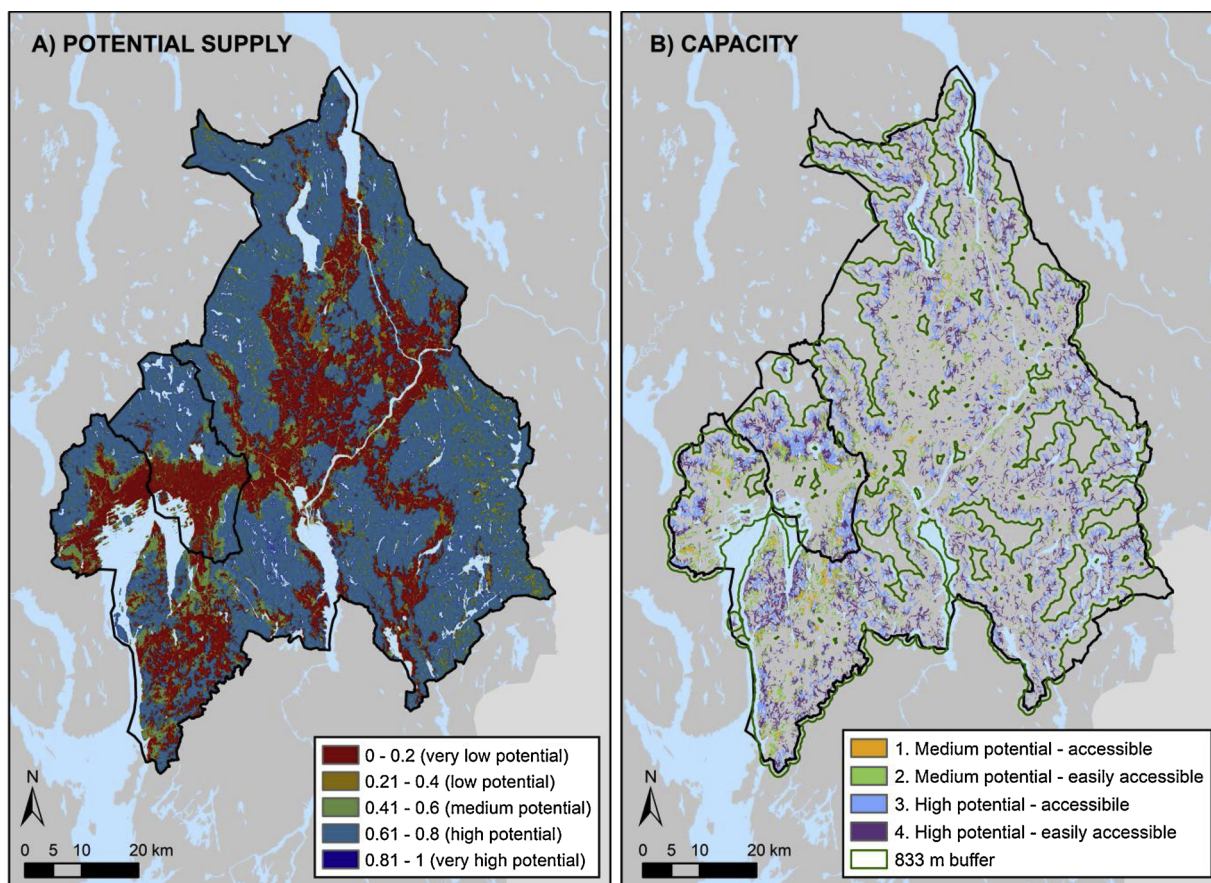 A) POTENTIAL SUPPLY
0 - 0.2 (very low potential)
0.21 - 0.4 (low potential)
0.41 - 0.6 (medium potential)
0.61 - 0.8 (high potential)
0.81 - 1 (very high potential)
N
0 5 10 20 km
B) CAPACITY
1. Medium potential - accessible
2. Medium potential - easily accessible
3. High potential - accessibile
4. High potential - easily accessible
833 m buffer
N
0 5 10 20 km